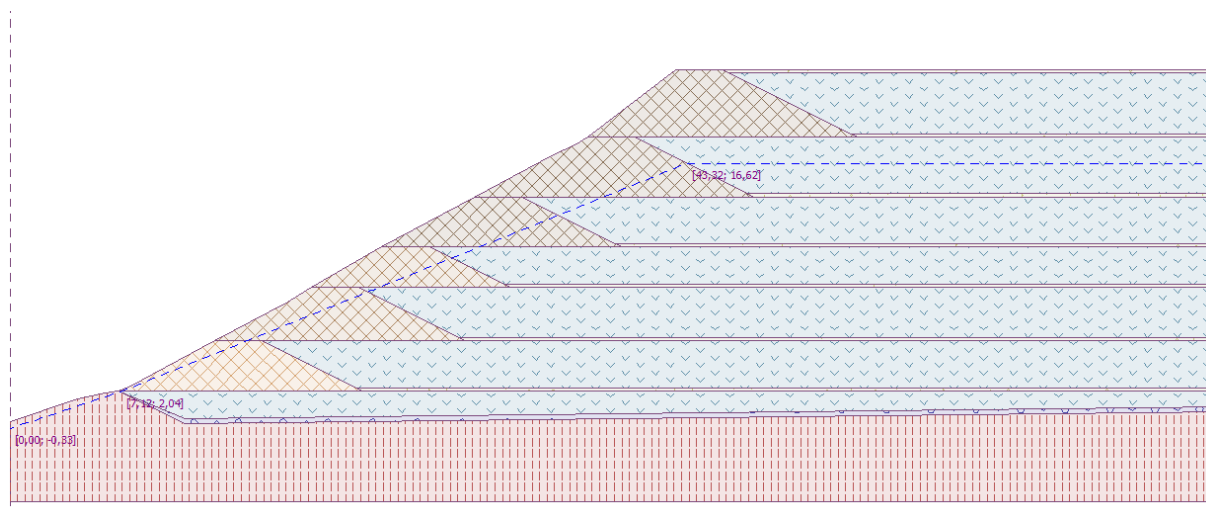 [43,32; 16,62]
[7,12; 2,04]
[0,00; -0,33]